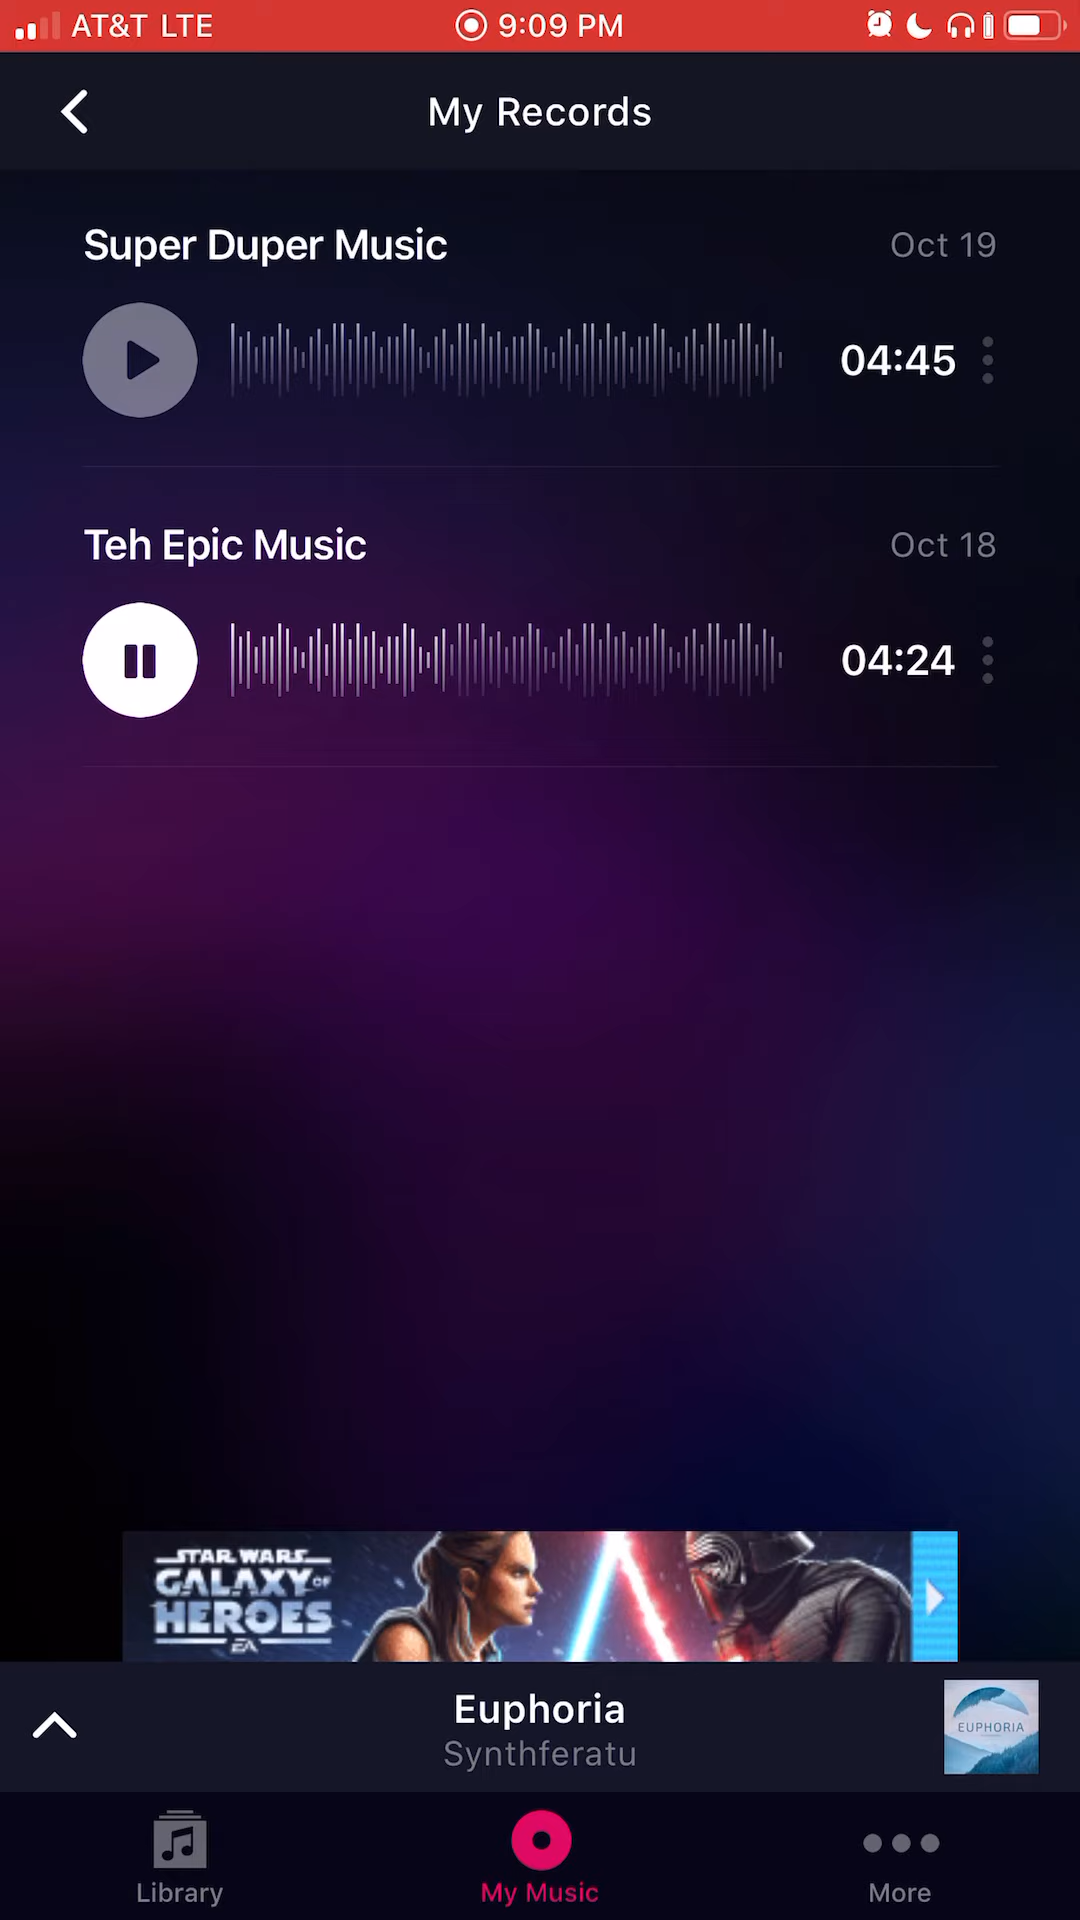 AT&T LTE
9:09 PM
My Records
Super Duper Music
Oct 19
04:45
Teh Epic Music
Oct 18
04:24
STAR WARS
GALAXY OF
HEROES
EA
Euphoria
Synthferatu
EUPHORIA
Library
My Music
More